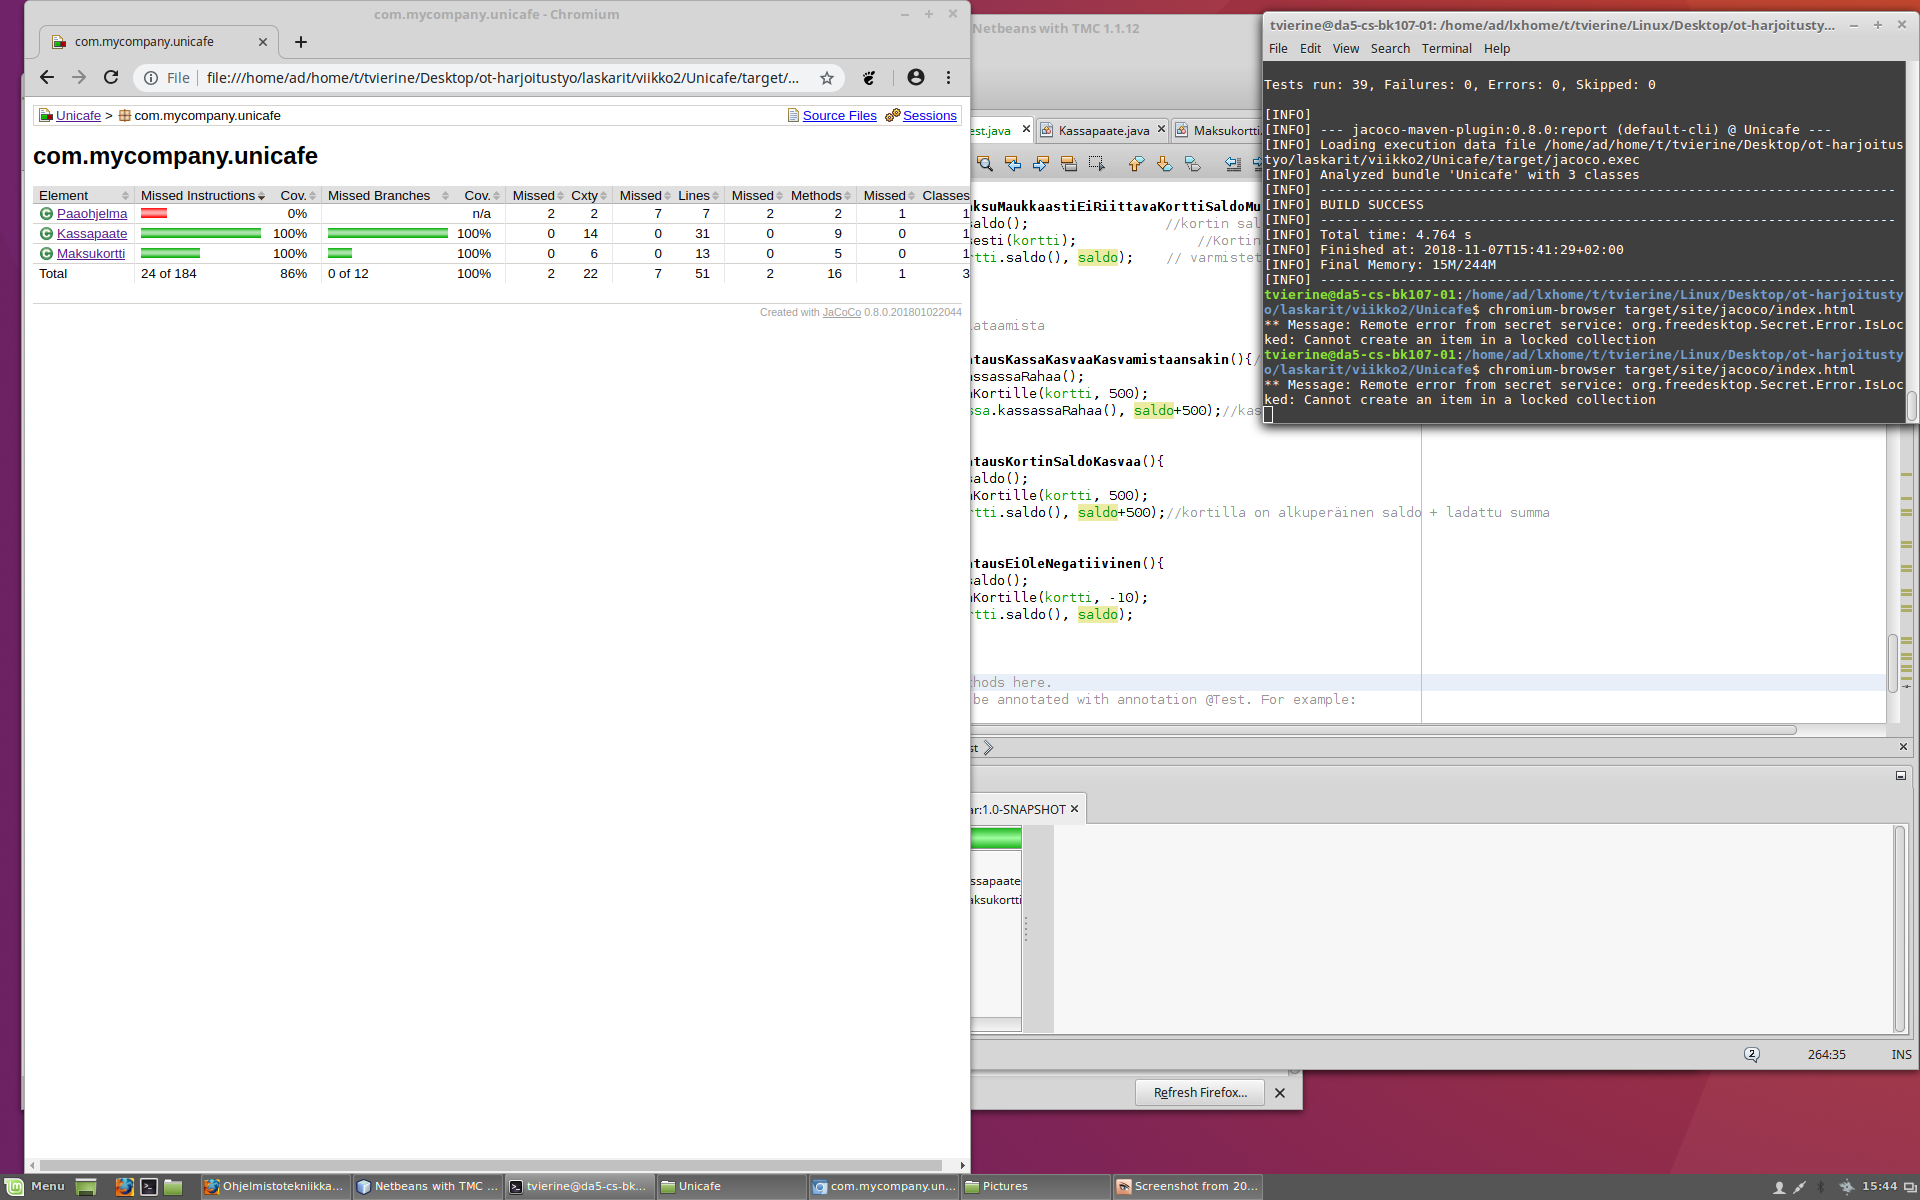 com.mycompany.unicafe - Chromium
com.mycompany.unicafe
File file:///home/ad/home/t/tvierine/Desktop/ot-harjoitustyo/laskarit/viikko2/Unicafe/target/...
Unicafe > com.mycompany.unicafe Source Files Sessions
com.mycompany.unicafe
Element Missed Instructions Cov. Missed Branches Cov. Missed Cxty Missed Lines Missed Methods Missed Classes
Paaohjelma 0% n/a 2 2 7 7 2 2 1 1
Kassapaate 100% 100% 0 14 0 31 0 9 0 1
Maksukortti 100% 100% 0 6 0 13 0 5 0 1
Total 24 of 184 86% 0 of 12 100% 2 22 7 51 2 16 1 3
Created with JaCoCo 0.8.0.201801022044
Netbeans with TMC 1.1.12
est.java Kassapaate.java Maksukortti.
aksuMaukkaastiEiRiittavaKorttiSaldoMu
saldo(); //kortin sal
sesti(kortti); //Kortin
rtti.saldo(), saldo); // varmistet
lataamista
atausKassaKasvaaKasvamistaansakin(){/
assassaRahaa();
aKortille(kortti, 500);
ssa.kassassaRahaa(), saldo+500);//kas
atausKortinSaldoKasvaa(){
saldo();
aKortille(kortti, 500);
rtti.saldo(), saldo+500);//kortilla on alkuperäinen saldo + ladattu summa
atausEiOleNegatiivinen(){
saldo();
aKortille(kortti, -10);
rtti.saldo(), saldo);
thods here.
be annotated with annotation @Test. For example:
st
ar:1.0-SNAPSHOT
ssapaate
aksukortti
2 264:35 INS
Refresh Firefox...
tvierine@da5-cs-bk107-01: /home/ad/lxhome/t/tvierine/Linux/Desktop/ot-harjoitusty...
File Edit View Search Terminal Help
Tests run: 39, Failures: 0, Errors: 0, Skipped: 0
[INFO]
[INFO] --- jacoco-maven-plugin:0.8.0:report (default-cli) @ Unicafe ---
[INFO] Loading execution data file /home/ad/home/t/tvierine/Desktop/ot-harjoitus
tyo/laskarit/viikko2/Unicafe/target/jacoco.exec
[INFO] Analyzed bundle 'Unicafe' with 3 classes
[INFO] ------------------------------------------------------------------------
[INFO] BUILD SUCCESS
[INFO] ------------------------------------------------------------------------
[INFO] Total time: 4.764 s
[INFO] Finished at: 2018-11-07T15:41:29+02:00
[INFO] Final Memory: 15M/244M
[INFO] ------------------------------------------------------------------------
tvierine@da5-cs-bk107-01:/home/ad/lxhome/t/tvierine/Linux/Desktop/ot-harjoitusty
o/laskarit/viikko2/Unicafe$ chromium-browser target/site/jacoco/index.html
** Message: Remote error from secret service: org.freedesktop.Secret.Error.IsLoc
ked: Cannot create an item in a locked collection
tvierine@da5-cs-bk107-01:/home/ad/lxhome/t/tvierine/Linux/Desktop/ot-harjoitusty
o/laskarit/viikko2/Unicafe$ chromium-browser target/site/jacoco/index.html
** Message: Remote error from secret service: org.freedesktop.Secret.Error.IsLoc
ked: Cannot create an item in a locked collection
Menu Ohjelmistotekniikka... Netbeans with TMC ... tvierine@da5-cs-bk... Unicafe com.mycompany.un... Pictures Screenshot from 20... 15:44